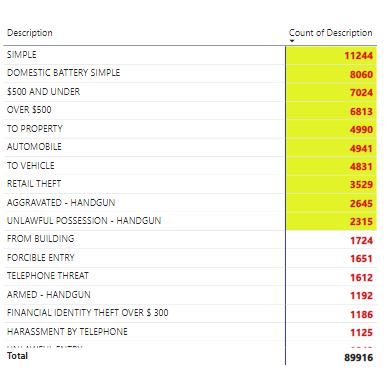 Description Count of Description
SIMPLE 11244
DOMESTIC BATTERY SIMPLE 8060
$500 AND UNDER 7024
OVER $500 6813
TO PROPERTY 4990
AUTOMOBILE 4941
TO VEHICLE 4831
RETAIL THEFT 3529
AGGRAVATED - HANDGUN 2645
UNLAWFUL POSSESSION - HANDGUN 2315
FROM BUILDING 1724
FORCIBLE ENTRY 1651
TELEPHONE THREAT 1612
ARMED - HANDGUN 1192
FINANCIAL IDENTITY THEFT OVER $ 300 1186
HARASSMENT BY TELEPHONE 1125
Total 89916